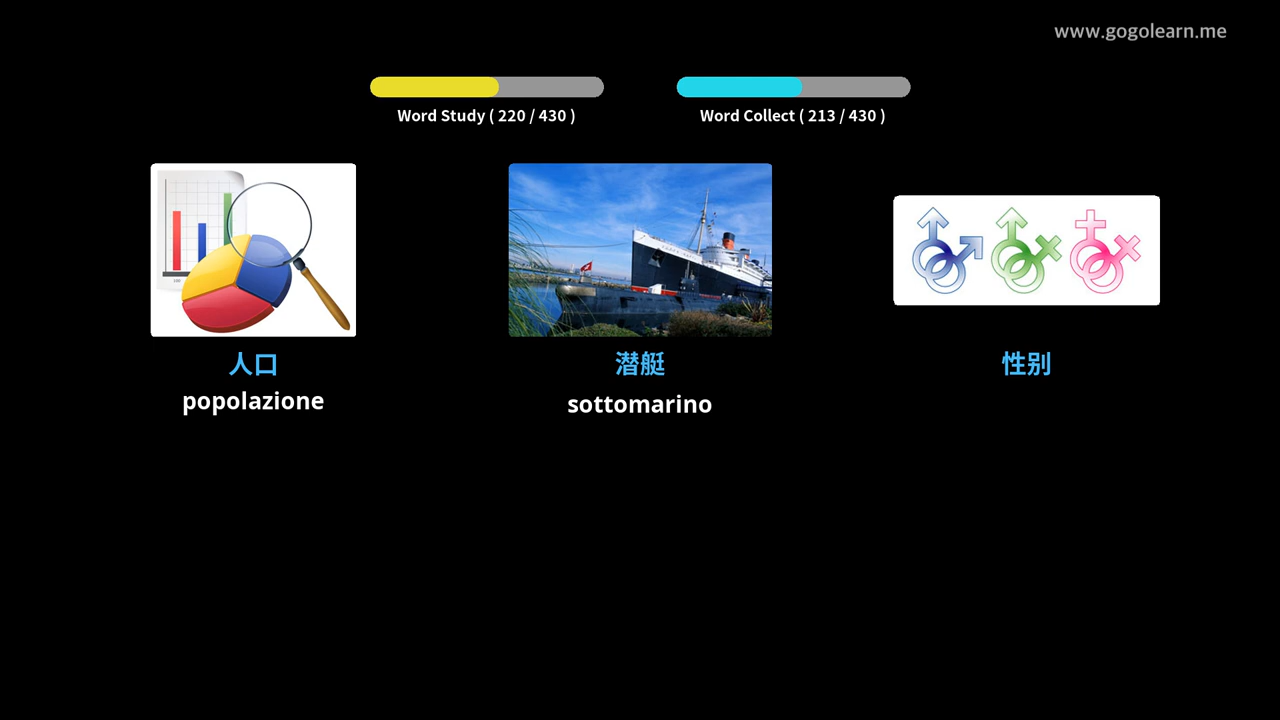 www.gogolearn.me
Word Study ( 220 / 430 )
Word Collect ( 213 / 430 )
人口
潜艇
性别
popolazione
sottomarino